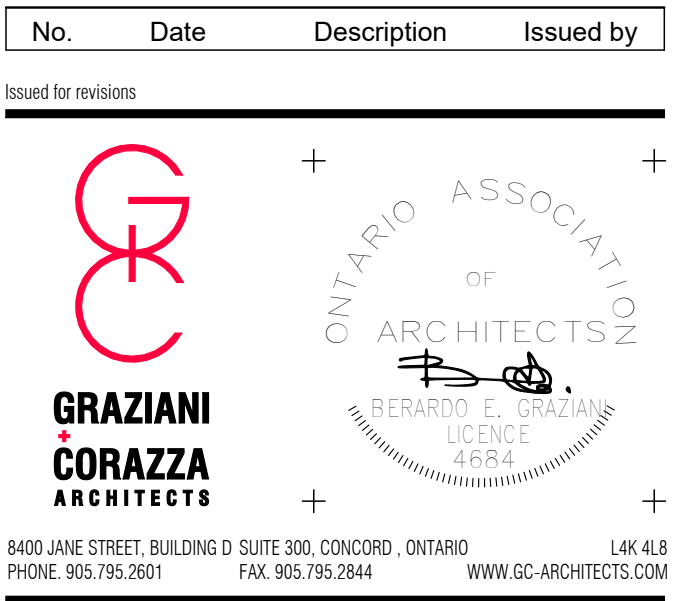 No. Date Description Issued by
Issued for revisions
G+C
GRAZIANI
+
CORAZZA
ARCHITECTS
ONTARIO ASSOCIATION
OF
ARCHITECTS
BERARDO E. GRAZIANI
LICENCE
4684
8400 JANE STREET, BUILDING D SUITE 300, CONCORD , ONTARIO L4K 4L8
PHONE. 905.795.2601 FAX. 905.795.2844 WWW.GC-ARCHITECTS.COM